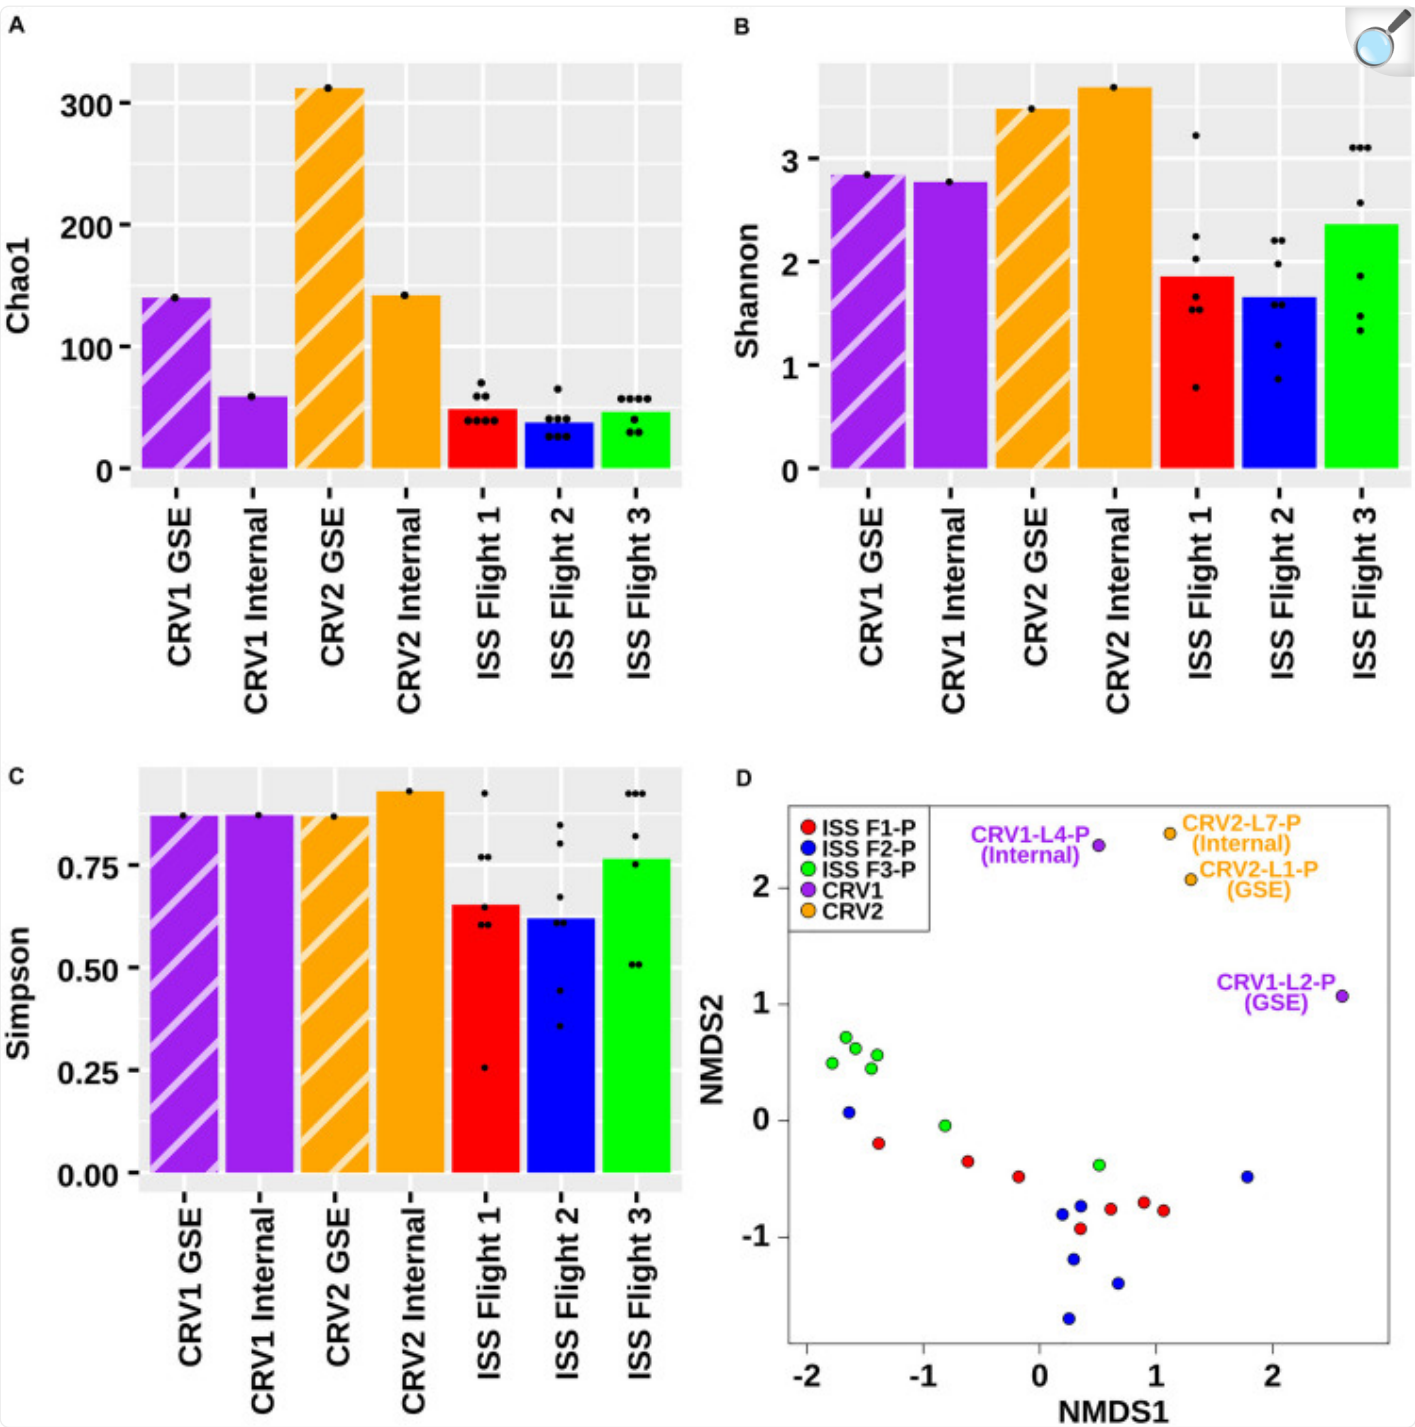 A
Chao1
300
200
100
0
CRV1 GSE
CRV1 Internal
CRV2 GSE
CRV2 Internal
ISS Flight 1
ISS Flight 2
ISS Flight 3
B
Shannon
3
2
1
0
CRV1 GSE
CRV1 Internal
CRV2 GSE
CRV2 Internal
ISS Flight 1
ISS Flight 2
ISS Flight 3
C
Simpson
0.75
0.50
0.25
0.00
CRV1 GSE
CRV1 Internal
CRV2 GSE
CRV2 Internal
ISS Flight 1
ISS Flight 2
ISS Flight 3
D
ISS F1-P
ISS F2-P
ISS F3-P
CRV1
CRV2
CRV1-L4-P
(Internal)
CRV2-L7-P
(Internal)
CRV2-L1-P
(GSE)
CRV1-L2-P
(GSE)
NMDS2
2
1
0
-1
-2
-1
0
1
2
NMDS1